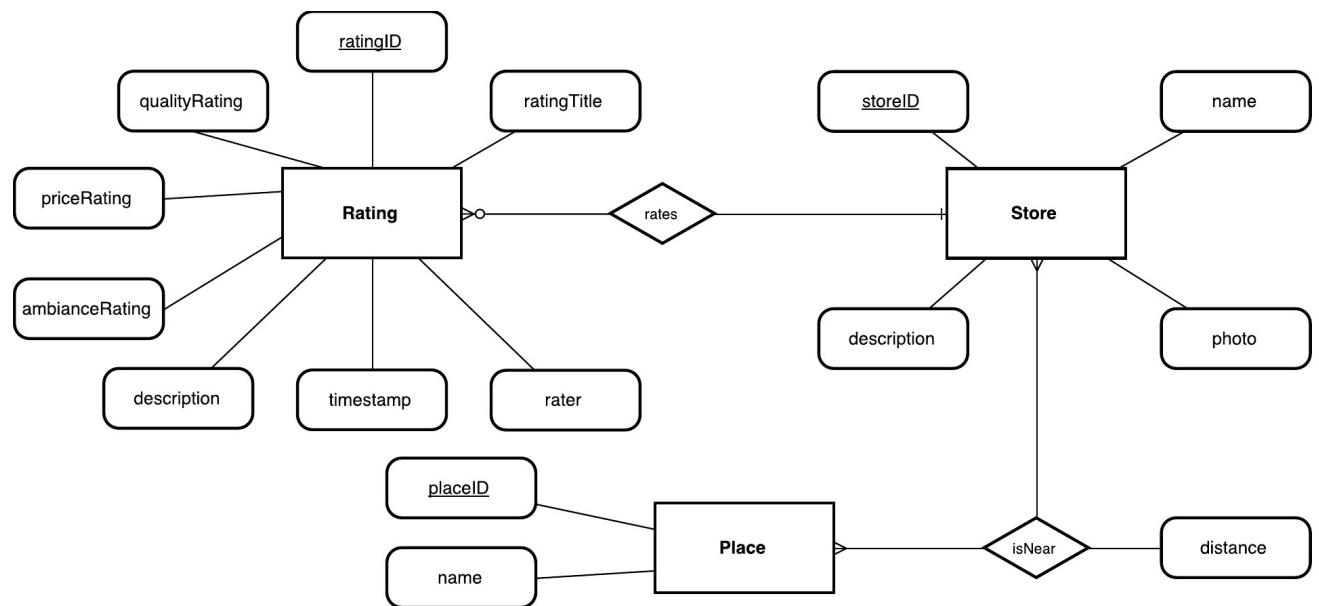 ratingID
qualityRating
ratingTitle
storeID
name
priceRating
Rating
rates
Store
ambianceRating
description
photo
description
timestamp
rater
placeID
Place
isNear
distance
name